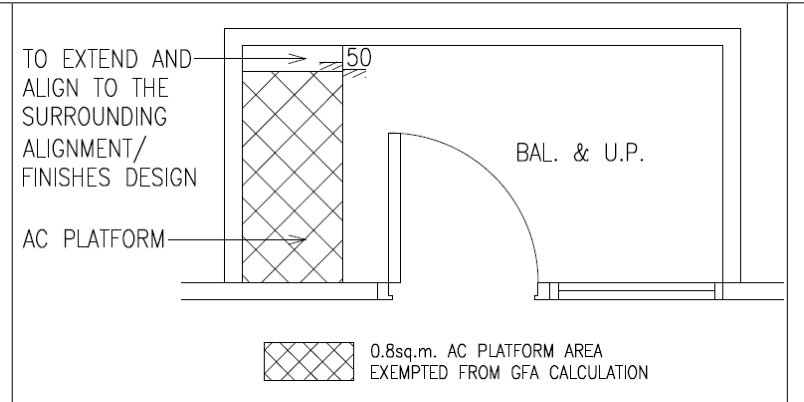 TO EXTEND AND
ALIGN TO THE
SURROUNDING
ALIGNMENT/
FINISHES DESIGN
50
BAL. & U.P.
AC PLATFORM
0.8sq.m. AC PLATFORM AREA
EXEMPTED FROM GFA CALCULATION